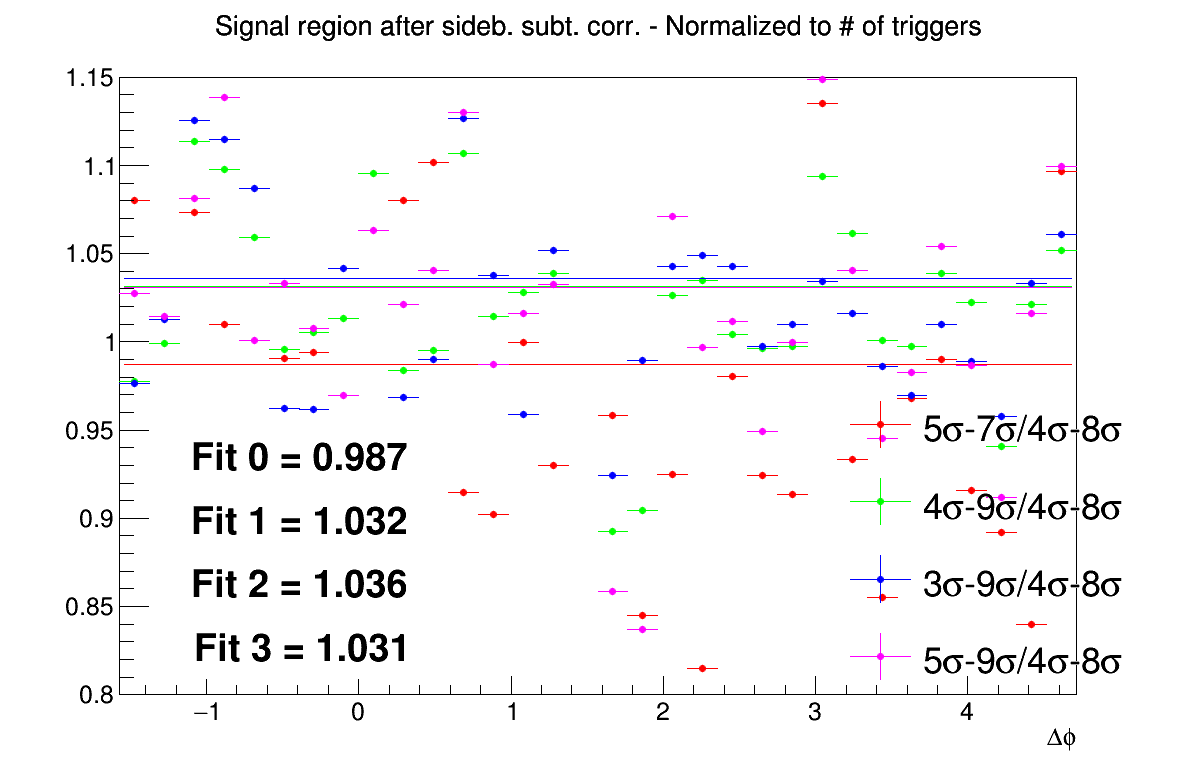 Signal region after sideb. subt. corr. - Normalized to # of triggers
1.15
1.1
1.05
1
0.95
0.9
0.85
0.8
Fit 0 = 0.987
Fit 1 = 1.032
Fit 2 = 1.036
Fit 3 = 1.031
5σ-7σ/4σ-8σ
4σ-9σ/4σ-8σ
3σ-9σ/4σ-8σ
5σ-9σ/4σ-8σ
−1 0 1 2 3 4
Δϕ